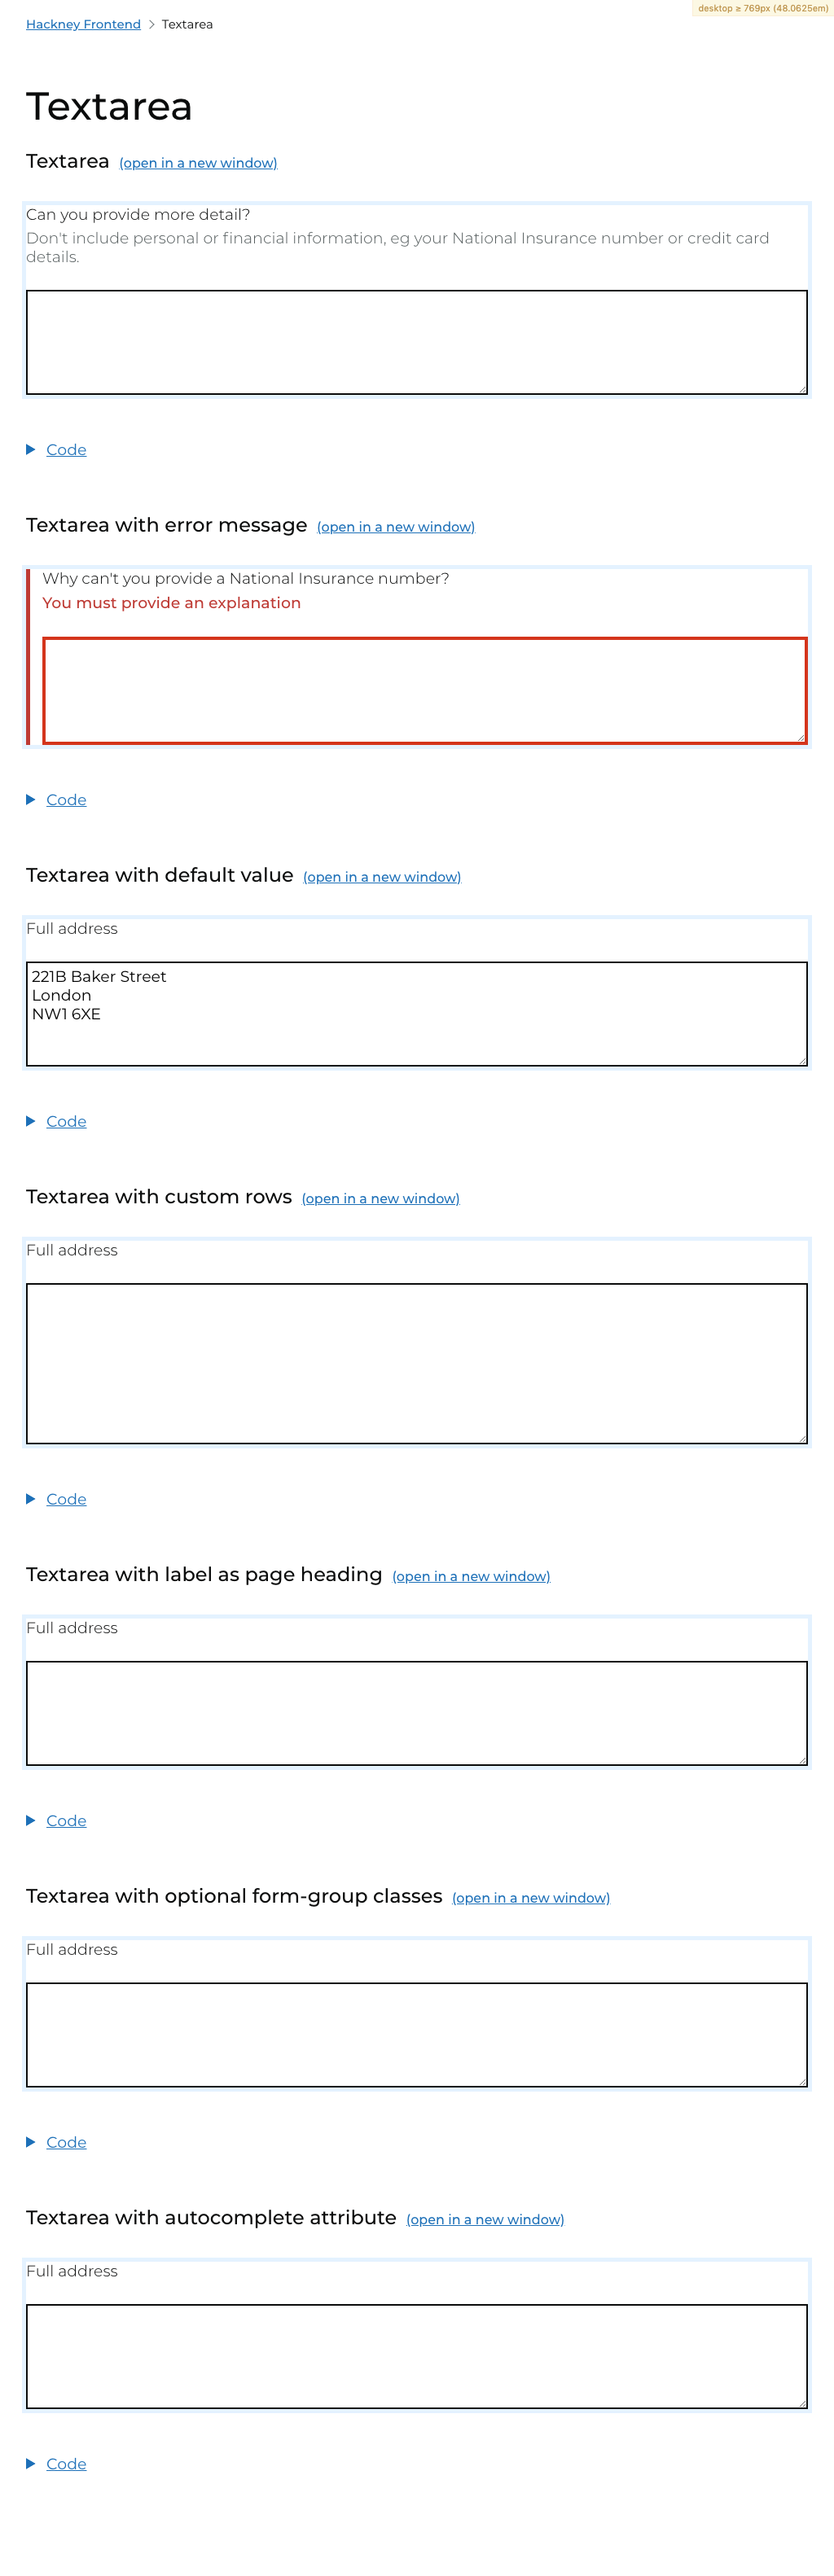 desktop ≥ 769px (48.0625em)
Hackney Frontend > Textarea
Textarea
Textarea (open in a new window)
Can you provide more detail?
Don't include personal or financial information, eg your National Insurance number or credit card
details.
Code
Textarea with error message (open in a new window)
Why can't you provide a National Insurance number?
You must provide an explanation
Code
Textarea with default value (open in a new window)
Full address
221B Baker Street
London
NW1 6XE
Code
Textarea with custom rows (open in a new window)
Full address
Code
Textarea with label as page heading (open in a new window)
Full address
Code
Textarea with optional form-group classes (open in a new window)
Full address
Code
Textarea with autocomplete attribute (open in a new window)
Full address
Code